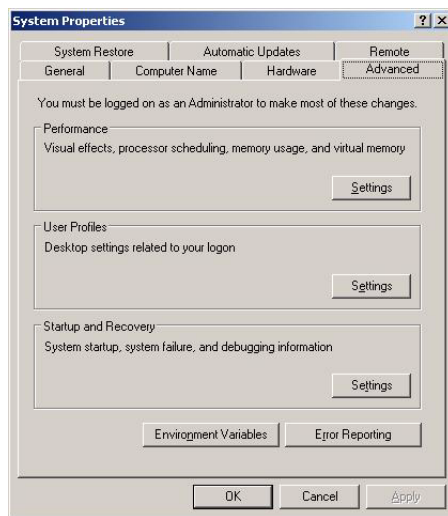 System Properties
System Restore Automatic Updates Remote
General Computer Name Hardware Advanced
You must be logged on as an Administrator to make most of these changes.
Performance
Visual effects, processor scheduling, memory usage, and virtual memory
Settings
User Profiles
Desktop settings related to your logon
Settings
Startup and Recovery
System startup, system failure, and debugging information
Settings
Environment Variables Error Reporting
OK Cancel Apply